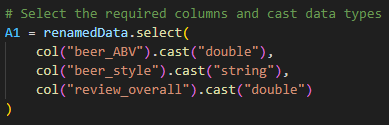 # Select the required columns and cast data types
A1 = renamedData.select(
    col("beer_ABV").cast("double"),
    col("beer_style").cast("string"),
    col("review_overall").cast("double")
)